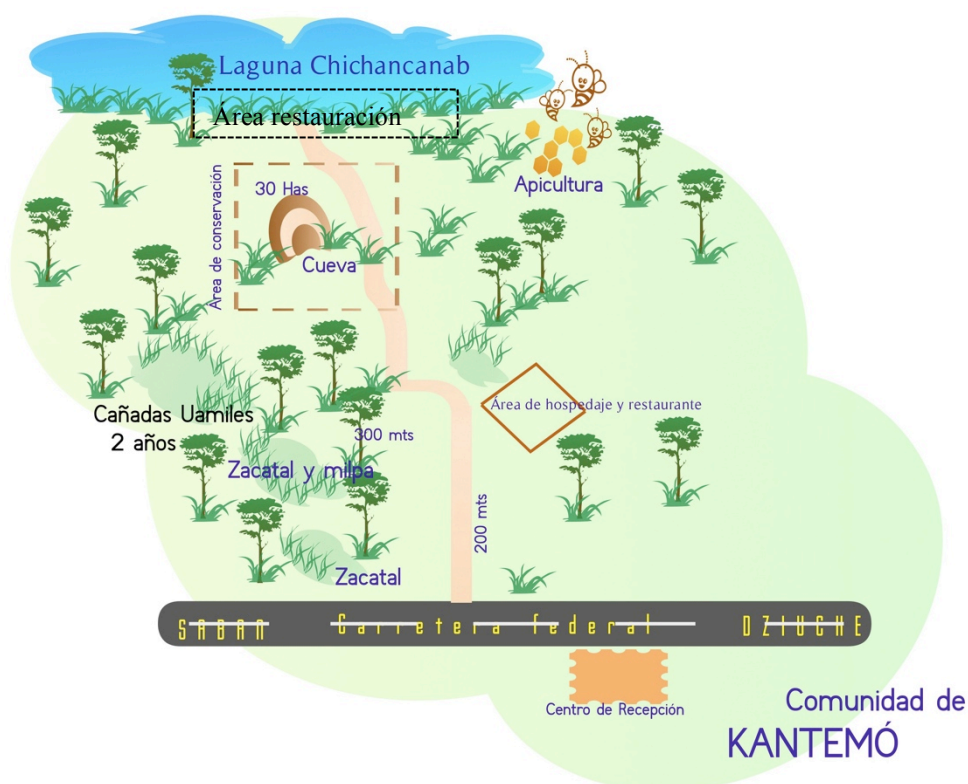 Laguna Chichancanab
Área restauración
Apicultura
30 Has
Área de conservación
Cueva
Área de hospedaje y restaurante
Cañadas Uamiles
2 años
300 mts
Zacatal y milpa
200 mts
Zacatal
SABAN Carretera federal DZIUCHE
Centro de Recepción
Comunidad de
KANTEMÓ